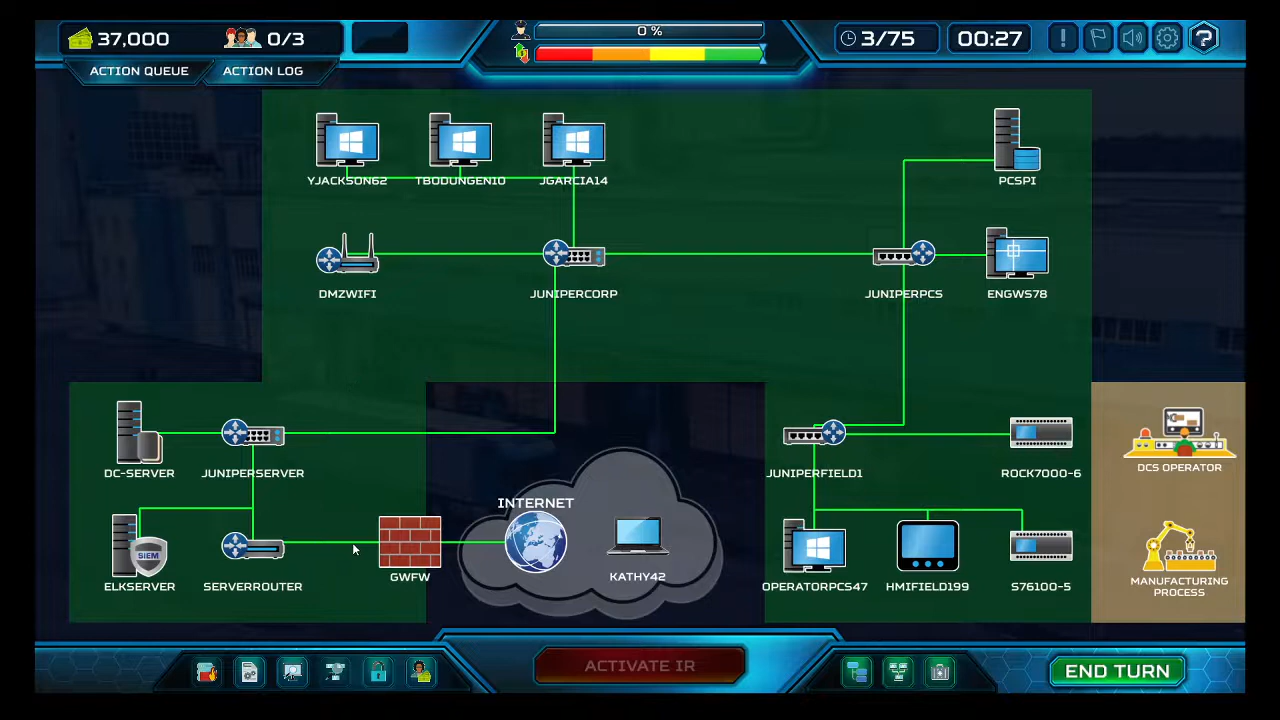 37,000
0/3
0 %
3/75
00:27
?
ACTION QUEUE
ACTION LOG
YJACKSON62
TBODUNGEN10
JGARCIA14
PCSPI
DMZWIFI
JUNIPERCORP
JUNIPERPCS
ENGWS78
DC-SERVER
JUNIPERSERVER
INTERNET
JUNIPERFIELD1
ROCK7000-6
DCS OPERATOR
SIEM
ELKSERVER
SERVERROUTER
GWFW
KATHY42
OPERATORPCS47
HMIFIELD199
S76100-5
MANUFACTURING
PROCESS
ACTIVATE IR
END TURN